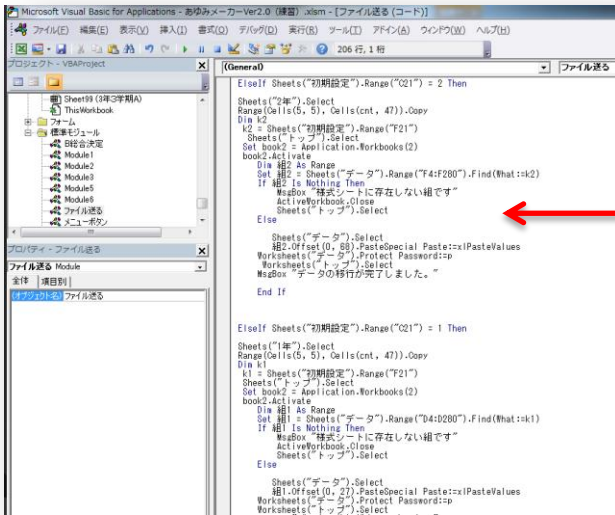 Microsoft Visual Basic for Applications - あゆみメーカーVer2.0（練習）.xlsm - [ファイル送る (コード)]
ファイル(F) 編集(E) 表示(V) 挿入(I) 書式(O) デバッグ(D) 実行(R) ツール(T) アドイン(A) ウィンドウ(W) ヘルプ(H)
206 行, 1 桁
プロジェクト - VBAProject
Sheet99 (3年3学期A)
ThisWorkbook
フォーム
標準モジュール
B総合決定
Module1
Module2
Module3
Module5
Module6
ファイル送る
メニューボタン
プロパティ - ファイル送る
ファイル送る Module
全体 項目別
(オブジェクト名) ファイル送る
(General)
ファイル送る
ElseIf Sheets("初期設定").Range("C21") = 2 Then
Sheets("2年").Select
Range(Cells(5, 5), Cells(cnt, 47)).Copy
Dim k2
k2 = Sheets("初期設定").Range("F21")
Sheets("トップ").Select
Set book2 = Application.Workbooks(2)
book2.Activate
Dim 組2 As Range
Set 組2 = Sheets("データ").Range("F4:F280").Find(What:=k2)
If 組2 Is Nothing Then
MsgBox "様式シートに存在しない組です"
ActiveWorkbook.Close
Sheets("トップ").Select
Else
Sheets("データ").Select
組2.Offset(0, 68).PasteSpecial Paste:=xlPasteValues
Worksheets("データ").Protect Password:=p
Worksheets("トップ").Select
MsgBox "データの移行が完了しました。"
End If
ElseIf Sheets("初期設定").Range("C21") = 1 Then
Sheets("1年").Select
Range(Cells(5, 5), Cells(cnt, 47)).Copy
Dim k1
k1 = Sheets("初期設定").Range("F21")
Sheets("トップ").Select
Set book2 = Application.Workbooks(2)
book2.Activate
Dim 組1 As Range
Set 組1 = Sheets("データ").Range("D4:D280").Find(What:=k1)
If 組1 Is Nothing Then
MsgBox "様式シートに存在しない組です"
ActiveWorkbook.Close
Sheets("トップ").Select
Else
Sheets("データ").Select
組1.Offset(0, 27).PasteSpecial Paste:=xlPasteValues
Worksheets("データ").Protect Password:=p
Worksheets("トップ").Select